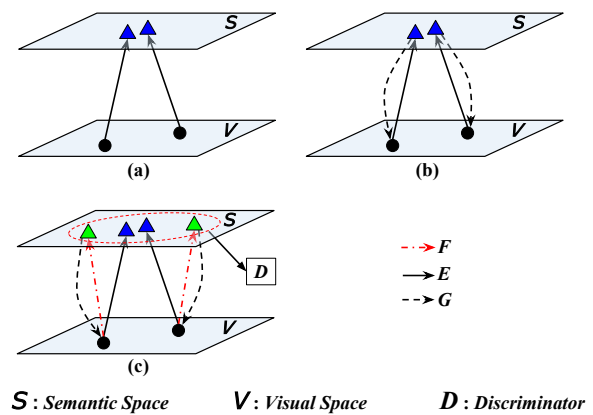 S
V
(a)
S
V
(b)
S
D
V
(c)
F
E
G
S : Semantic Space
V : Visual Space
D : Discriminator